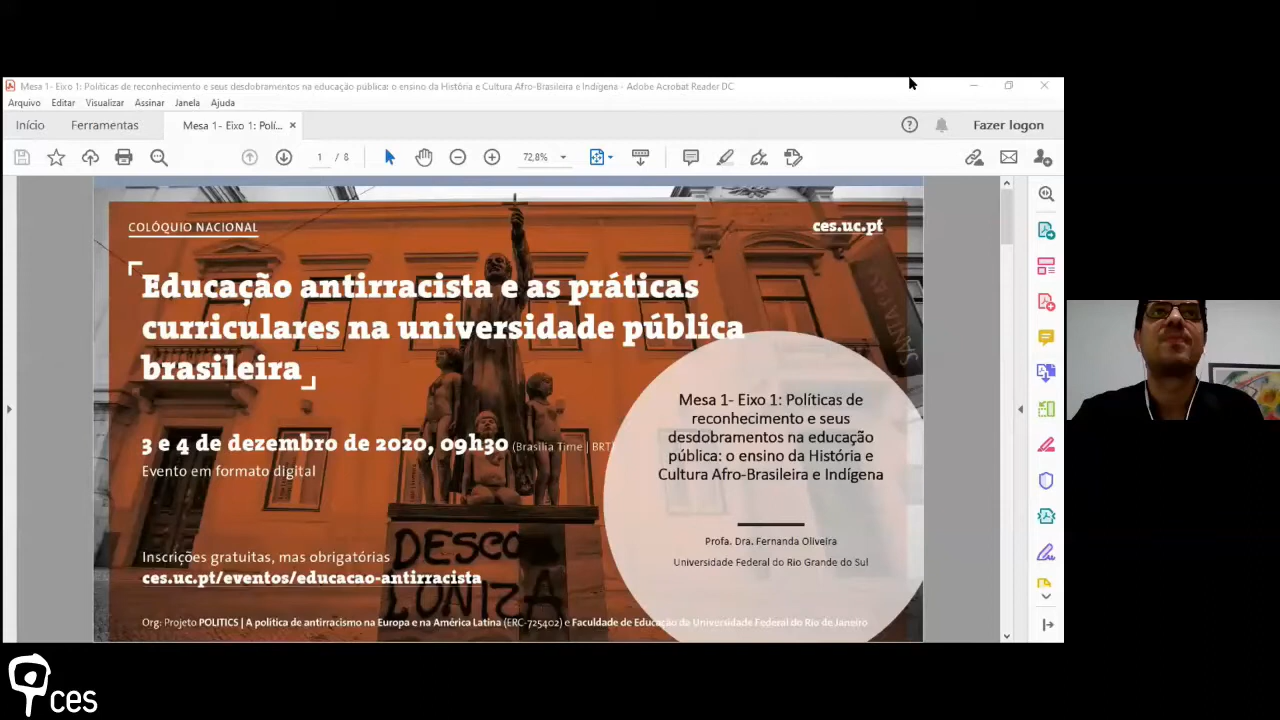 Mesa 1- Eixo 1: Políticas de reconhecimento e seus desdobramentos na educação pública: o ensino da História e Cultura Afro-Brasileira e Indígena - Adobe Acrobat Reader DC
Arquivo Editar Visualizar Assinar Janela Ajuda
Início Ferramentas Mesa 1- Eixo 1: Polí... × Fazer logon
1 / 8 72,8%
COLÓQUIO NACIONAL
ces.uc.pt
Educação antirracista e as práticas
curriculares na universidade pública
brasileira
3 e 4 de dezembro de 2020, 09h30 (Brasília Time | BRT)
Evento em formato digital
Mesa 1- Eixo 1: Políticas de
reconhecimento e seus
desdobramentos na educação
pública: o ensino da História e
Cultura Afro-Brasileira e Indígena
Profa. Dra. Fernanda Oliveira
Universidade Federal do Rio Grande do Sul
DESCO
LONIZA
Inscrições gratuitas, mas obrigatórias
ces.uc.pt/eventos/educacao-antirracista
Org: Projeto POLITICS | A política de antirracismo na Europa e na América Latina (ERC-725402) e Faculdade de Educação da Universidade Federal do Rio de Janeiro
ces